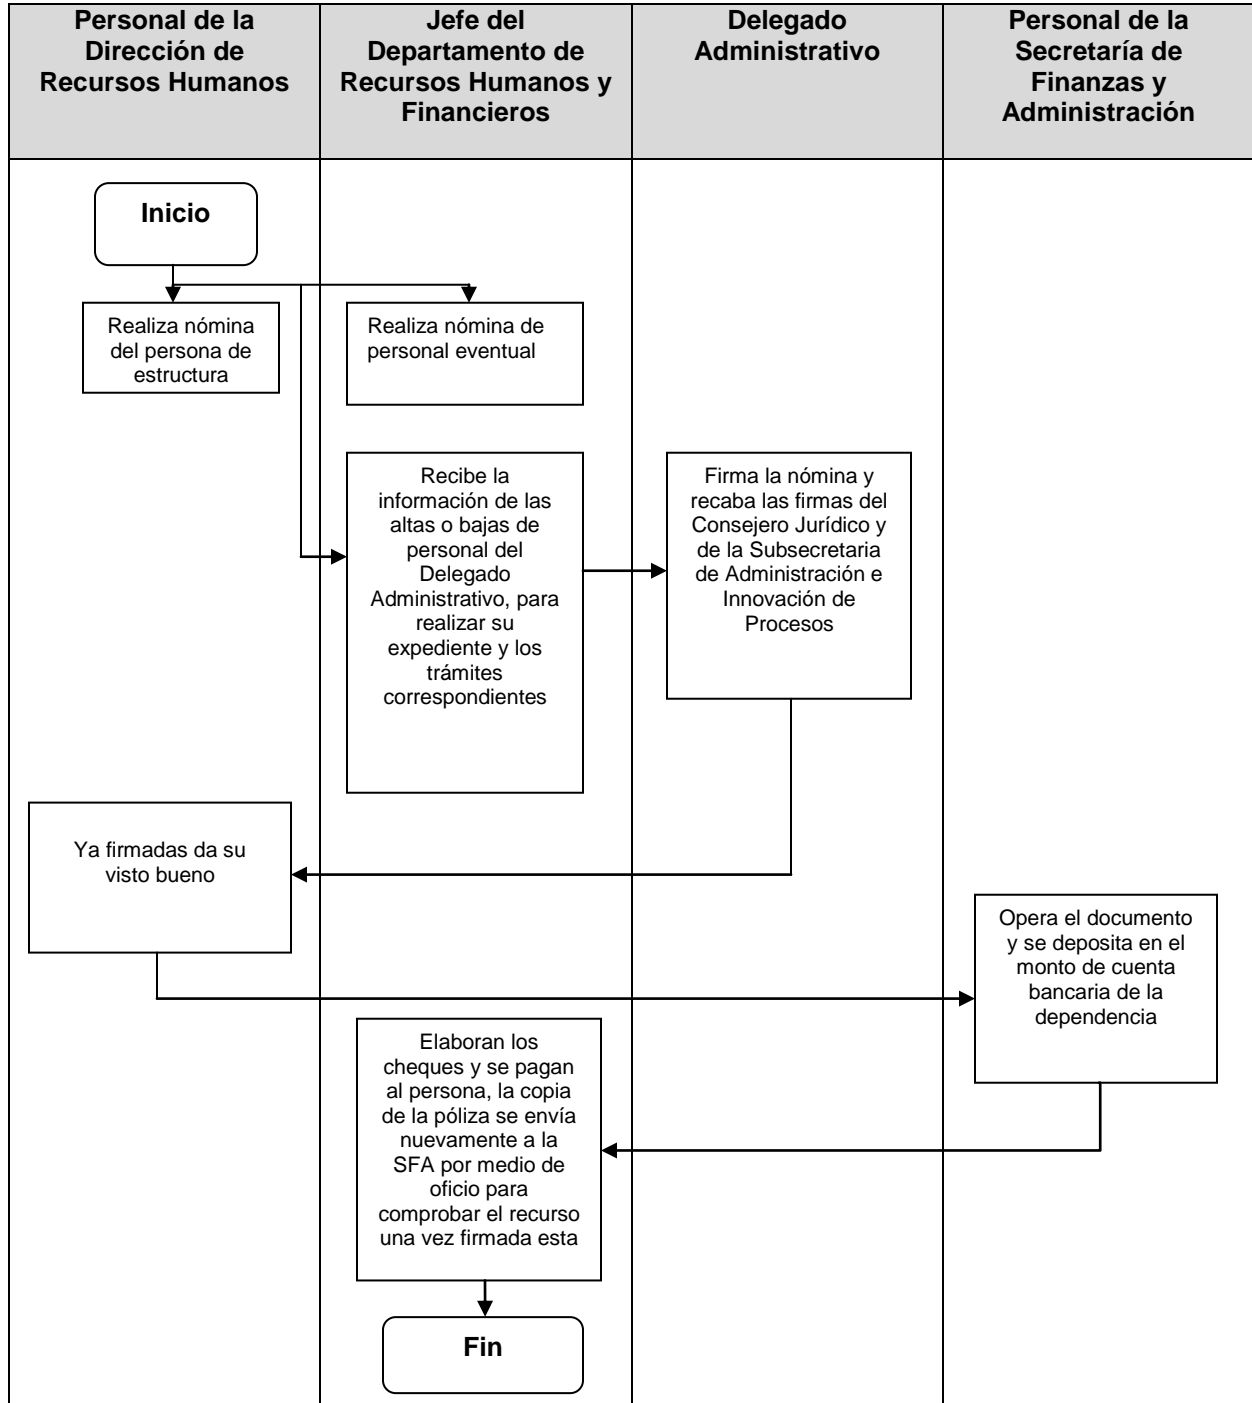 Personal de la
Dirección de
Recursos Humanos
Jefe del
Departamento de
Recursos Humanos y
Financieros
Delegado
Administrativo
Personal de la
Secretaría de
Finanzas y
Administración
Inicio
Realiza nómina
del persona de
estructura
Realiza nómina de
personal eventual
Recibe la
información de las
altas o bajas de
personal del
Delegado
Administrativo, para
realizar su
expediente y los
trámites
correspondientes
Firma la nómina y
recaba las firmas del
Consejero Jurídico y
de la Subsecretaria
de Administración e
Innovación de
Procesos
Ya firmadas da su
visto bueno
Opera el documento
y se deposita en el
monto de cuenta
bancaria de la
dependencia
Elaboran los
cheques y se pagan
al persona, la copia
de la póliza se envía
nuevamente a la
SFA por medio de
oficio para
comprobar el recurso
una vez firmada esta
Fin